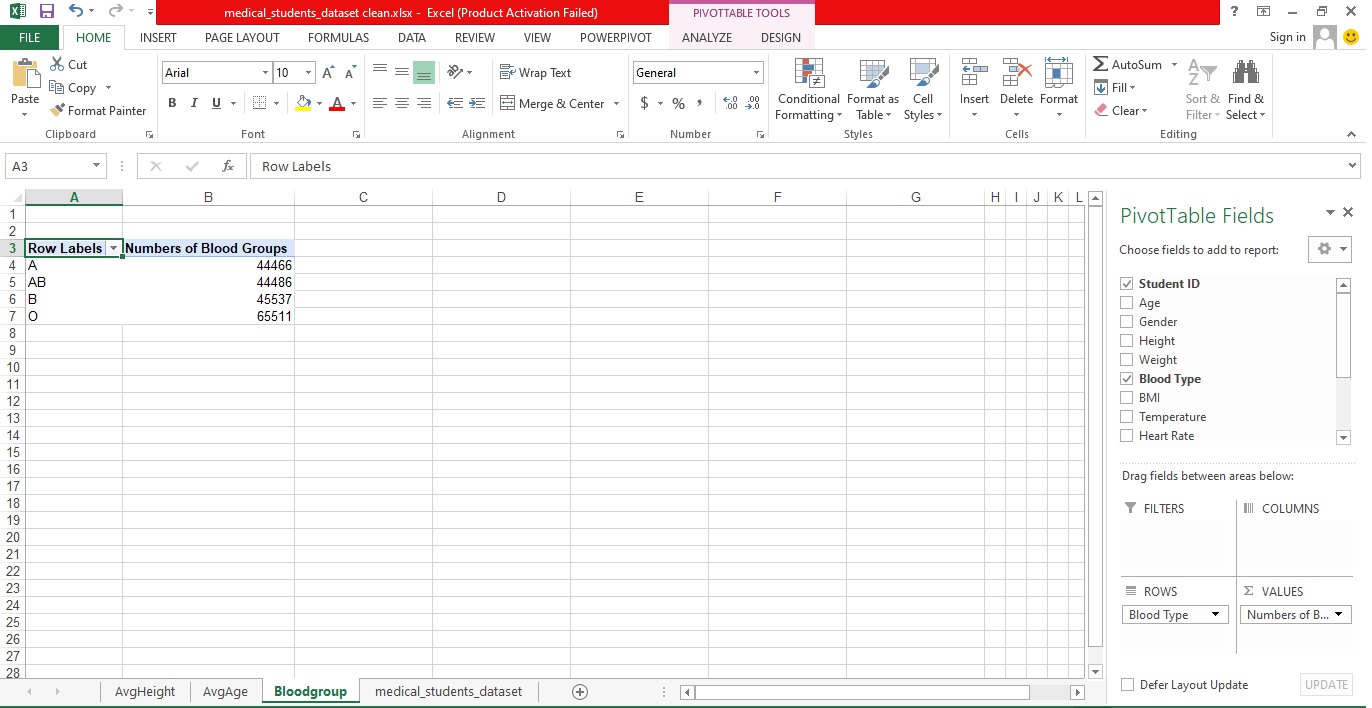 medical_students_dataset clean.xlsx - Excel (Product Activation Failed)
PIVOTTABLE TOOLS
?
FILE HOME INSERT PAGE LAYOUT FORMULAS DATA REVIEW VIEW POWERPIVOT ANALYZE DESIGN Sign in
Paste
Cut
Copy
Format Painter
Clipboard
Arial 10
B I U
Font
Wrap Text
Merge & Center
Alignment
General
$ % ,
Number
Conditional Formatting
Format as Table
Cell Styles
Styles
Insert Delete Format
Cells
AutoSum
Fill
Clear
Sort & Filter
Find & Select
Editing
A3 fx Row Labels
A B C D E F G H I J K L
1
2
3 Row Labels Numbers of Blood Groups
4 A 44466
5 AB 44486
6 B 45537
7 O 65511
8
9
10
11
12
13
14
15
16
17
18
19
20
21
22
23
24
25
26
27
28
AvgHeight AvgAge Bloodgroup medical_students_dataset
PivotTable Fields
Choose fields to add to report:
Student ID
Age
Gender
Height
Weight
Blood Type
BMI
Temperature
Heart Rate
Drag fields between areas below:
FILTERS COLUMNS
ROWS Σ VALUES
Blood Type Numbers of B...
Defer Layout Update UPDATE